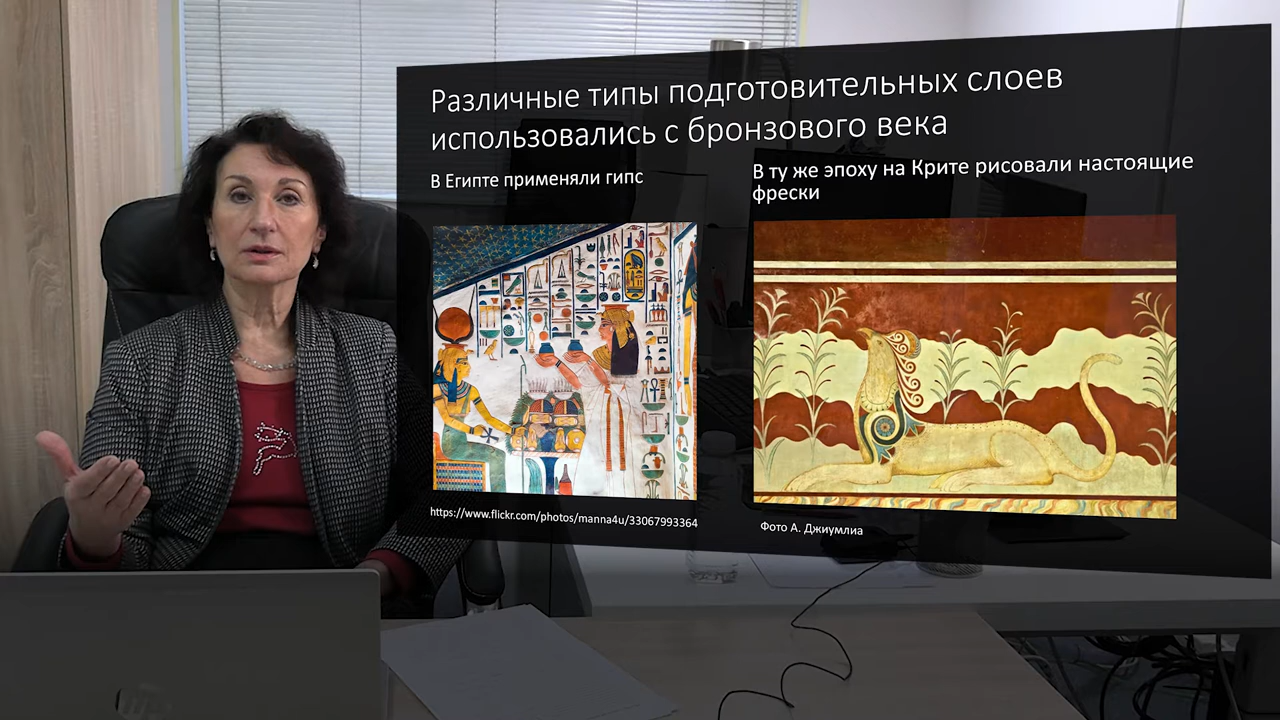 Различные типы подготовительных слоев
использовались с бронзового века
В Египте применяли гипс
В ту же эпоху на Крите рисовали настоящие
фрески
https://www.flickr.com/photos/manna4u/33067993364
Фото А. Джиумлиа